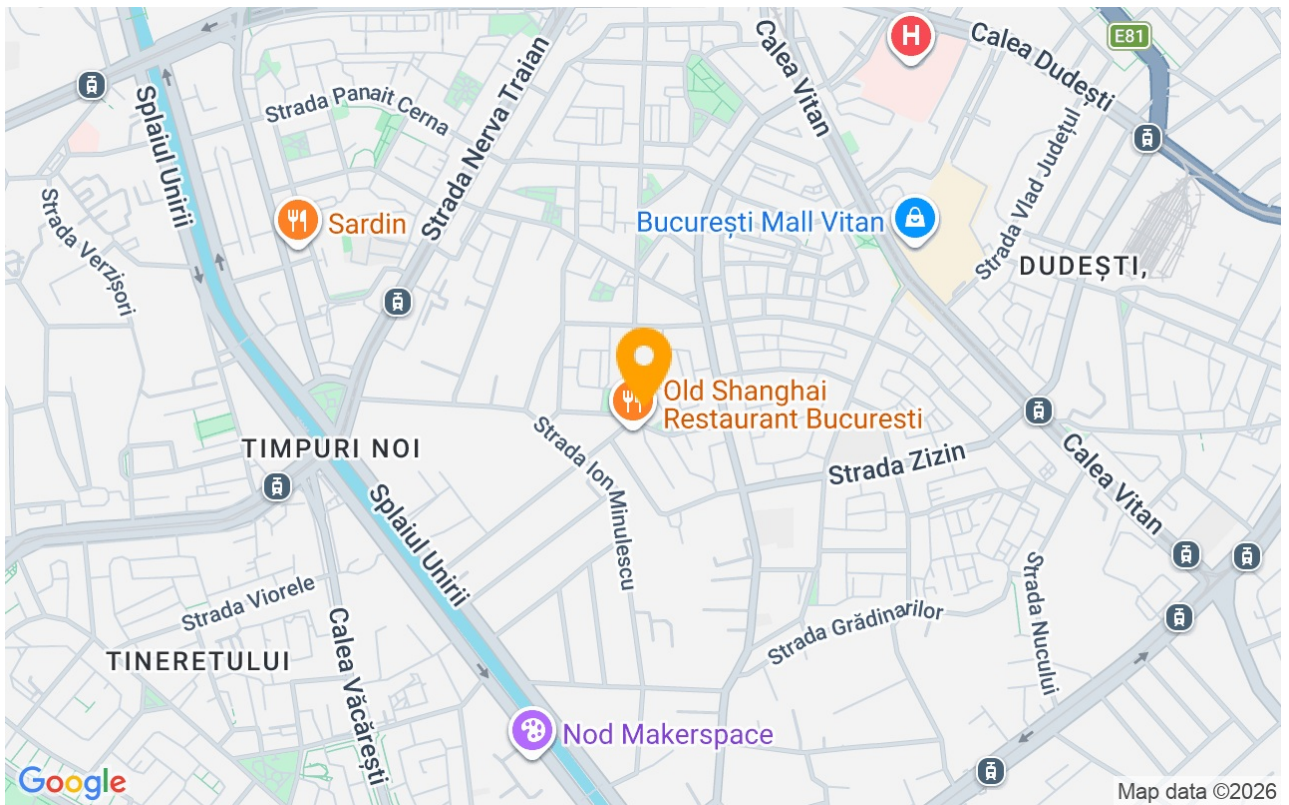 Calea Vitan
H
Calea Dudești
E81
Strada Panait Cerna
Splaiul Unirii
Strada Nerva Traian
Strada Vlad Județul
Strada Verzișori
Sardin
București Mall Vitan
DUDEȘTI,
Old Shanghai
Restaurant Bucuresti
TIMPURI NOI
Strada Ion Minulescu
Strada Zizin
Calea Vitan
Splaiul Unirii
Strada Viorele
Strada Grădinarilor
Strada Nucului
TINERETULUI
Calea Văcărești
Nod Makerspace
Google
Map data ©2026